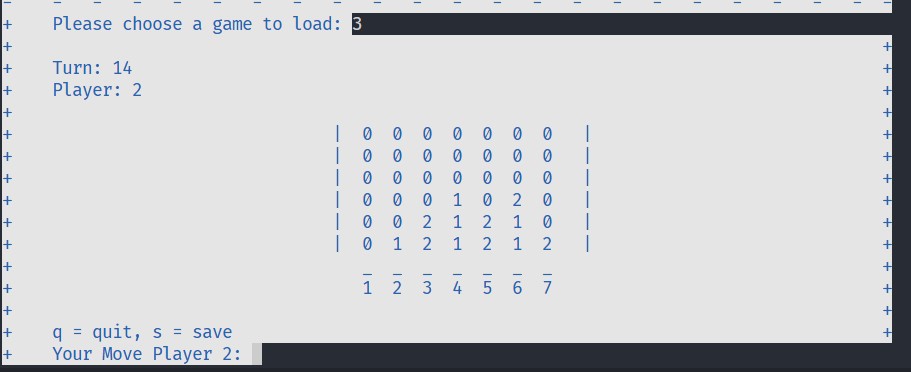 - - - - - - - - - - - - - - - - - - - - - - - - - - - - - - - - - - -
+ Please choose a game to load: 3
+ +
+ Turn: 14 +
+ Player: 2 +
+ +
+ | 0 0 0 0 0 0 0 | +
+ | 0 0 0 0 0 0 0 | +
+ | 0 0 0 0 0 0 0 | +
+ | 0 0 0 1 0 2 0 | +
+ | 0 0 2 1 2 1 0 | +
+ | 0 1 2 1 2 1 2 | +
+ _ _ _ _ _ _ _ +
+ 1 2 3 4 5 6 7 +
+ +
+ q = quit, s = save +
+ Your Move Player 2: